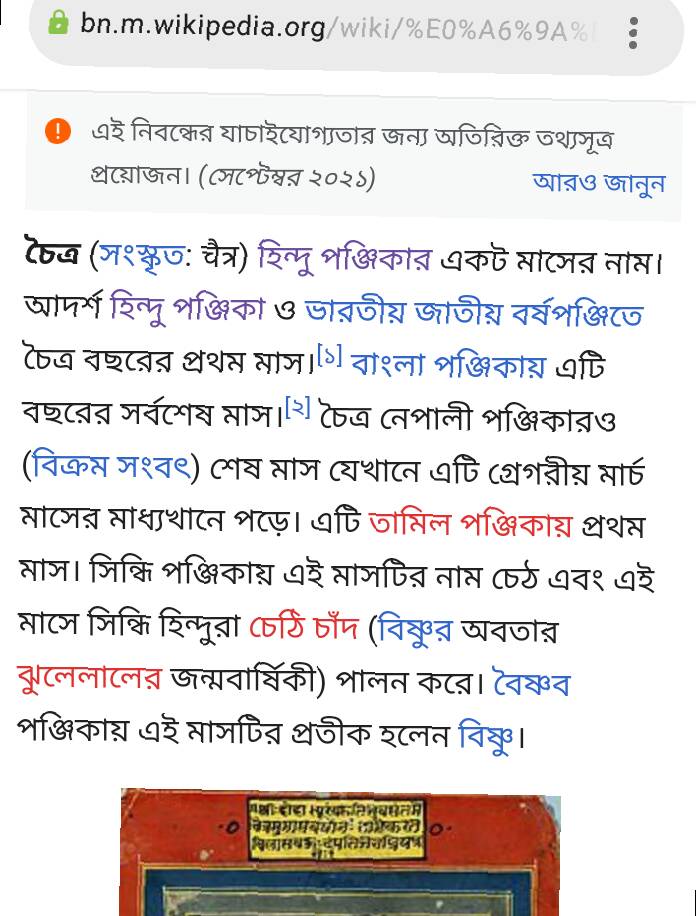 bn.m.wikipedia.org/wiki/%E0%A6%9A%
এই নিবন্ধের যাচাইযোগ্যতার জন্য অতিরিক্ত তথ্যসূত্র
প্রয়োজন। (সেপ্টেম্বর ২০২১) আরও জানুন
চৈত্র (সংস্কৃত: चैत्र) হিন্দু পঞ্জিকার একট মাসের নাম।
আদর্শ হিন্দু পঞ্জিকা ও ভারতীয় জাতীয় বর্ষপঞ্জিতে
চৈত্র বছরের প্রথম মাস।[১] বাংলা পঞ্জিকায় এটি
বছরের সর্বশেষ মাস।[২] চৈত্র নেপালী পঞ্জিকারও
(বিক্রম সংবৎ) শেষ মাস যেখানে এটি গ্রেগরীয় মার্চ
মাসের মাধ্যখানে পড়ে। এটি তামিল পঞ্জিকায় প্রথম
মাস। সিন্ধি পঞ্জিকায় এই মাসটির নাম চেঠ এবং এই
মাসে সিন্ধি হিন্দুরা চেঠি চাঁদ (বিষ্ণুর অবতার
ঝুলেলালের জন্মবার্ষিকী) পালন করে। বৈষ্ণব
পঞ্জিকায় এই মাসটির প্রতীক হলেন বিষ্ণু।